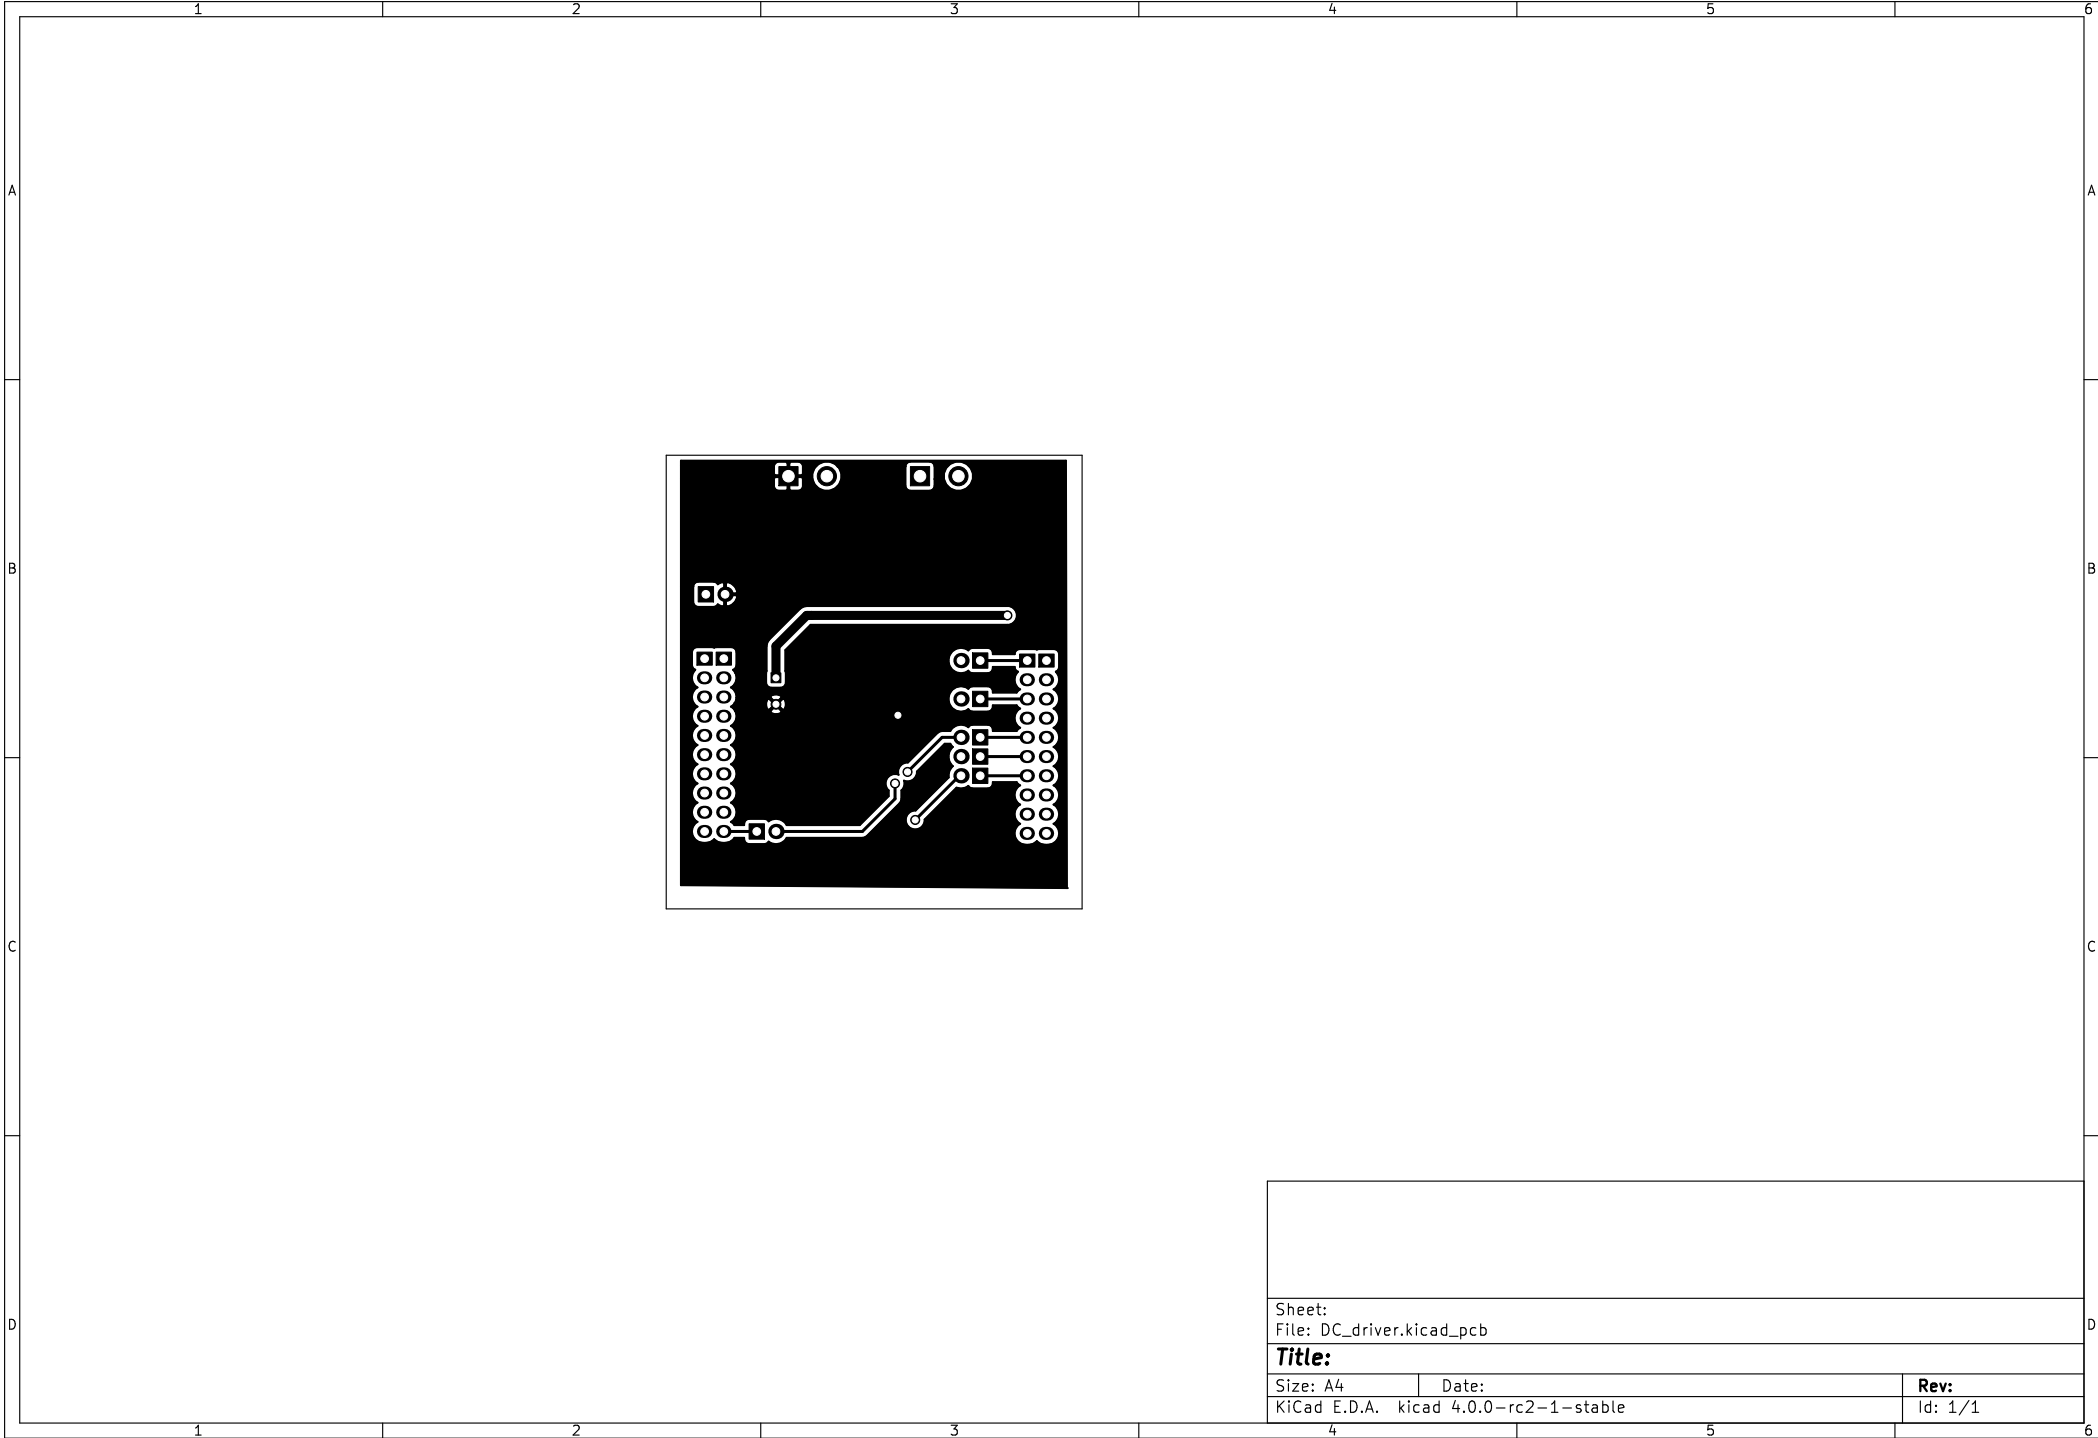 1 2 3 4 5 6
A A
B B
C C
Sheet:
File: DC_driver.kicad_pcb
D D
Title:
Size: A4 Date: Rev:
KiCad E.D.A. kicad 4.0.0-rc2-1-stable Id: 1/1
1 2 3 4 5 6